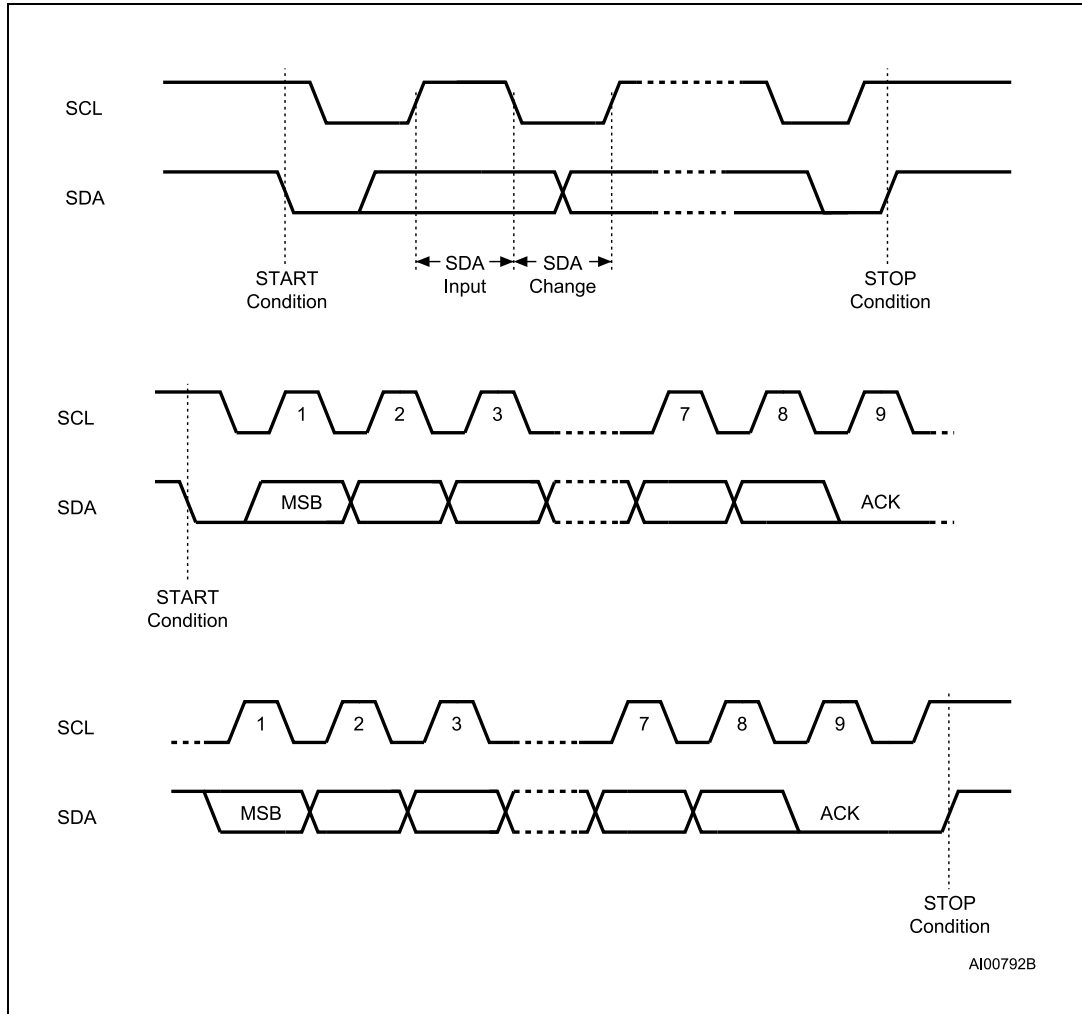 SCL
SDA
START
Condition
SDA
Input
SDA
Change
STOP
Condition
SCL
1 2 3 7 8 9
SDA
MSB
ACK
START
Condition
SCL
1 2 3 7 8 9
SDA
MSB
ACK
STOP
Condition
AI00792B